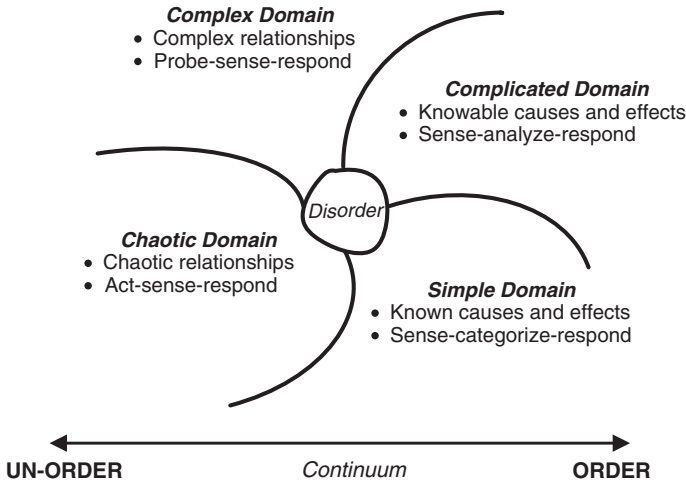 Complex Domain
• Complex relationships
• Probe-sense-respond
Complicated Domain
• Knowable causes and effects
• Sense-analyze-respond
Disorder
Chaotic Domain
• Chaotic relationships
• Act-sense-respond
Simple Domain
• Known causes and effects
• Sense-categorize-respond
UN-ORDER Continuum ORDER